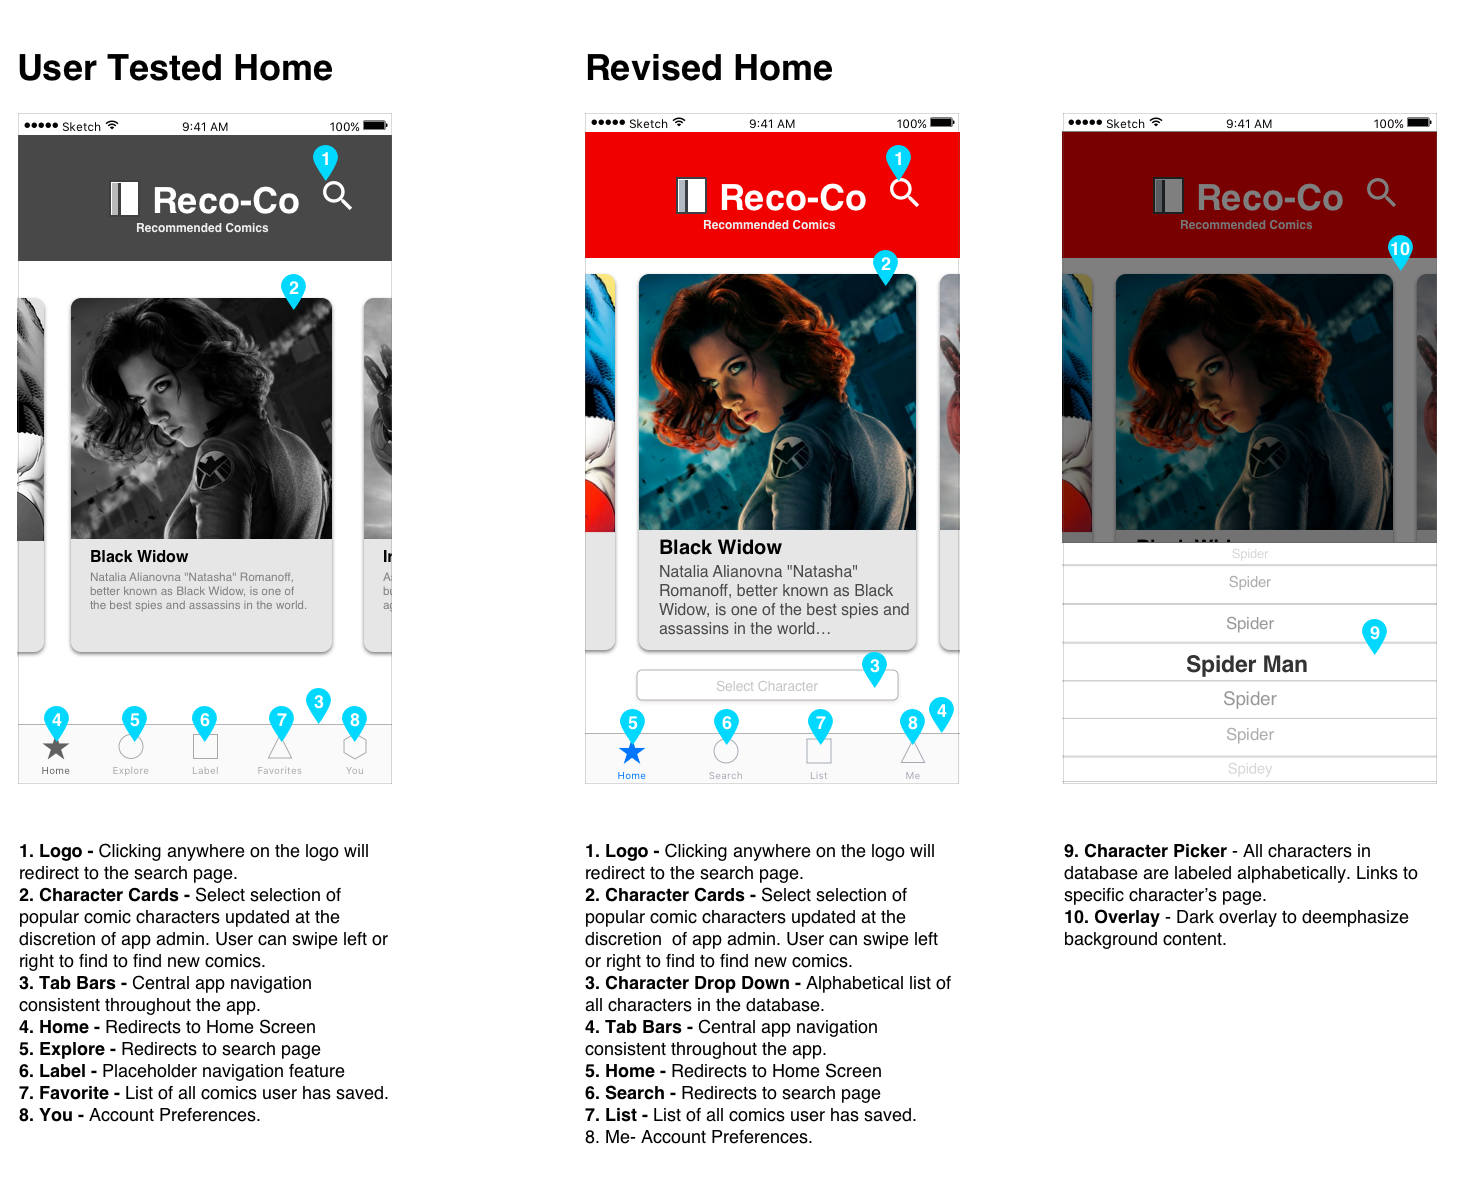 User Tested Home
Sketch 9:41 AM 100%
1
Reco-Co
Recommended Comics
2
Black Widow
Natalia Alianovna "Natasha" Romanoff,
better known as Black Widow, is one of
the best spies and assassins in the world.
3
4 5 6 7 8
Home Explore Label Favorites You
1. Logo - Clicking anywhere on the logo will
redirect to the search page.
2. Character Cards - Select selection of
popular comic characters updated at the
discretion of app admin. User can swipe left or
right to find to find new comics.
3. Tab Bars - Central app navigation
consistent throughout the app.
4. Home - Redirects to Home Screen
5. Explore - Redirects to search page
6. Label - Placeholder navigation feature
7. Favorite - List of all comics user has saved.
8. You - Account Preferences.
Revised Home
Sketch 9:41 AM 100%
1
Reco-Co
Recommended Comics
2
Black Widow
Natalia Alianovna "Natasha"
Romanoff, better known as Black
Widow, is one of the best spies and
assassins in the world…
3
Select Character
4
5 6 7 8
Home Search List Me
1. Logo - Clicking anywhere on the logo will
redirect to the search page.
2. Character Cards - Select selection of
popular comic characters updated at the
discretion  of app admin. User can swipe left
or right to find to find new comics.
3. Character Drop Down - Alphabetical list of
all characters in the database.
4. Tab Bars - Central app navigation
consistent throughout the app.
5. Home - Redirects to Home Screen
6. Search - Redirects to search page
7. List - List of all comics user has saved.
8. Me- Account Preferences.
Sketch 9:41 AM 100%
Reco-Co
Recommended Comics
10
Spider
Spider
Spider
9
Spider Man
Spider
Spider
Spidey
9. Character Picker - All characters in
database are labeled alphabetically. Links to
specific character’s page.
10. Overlay - Dark overlay to deemphasize
background content.